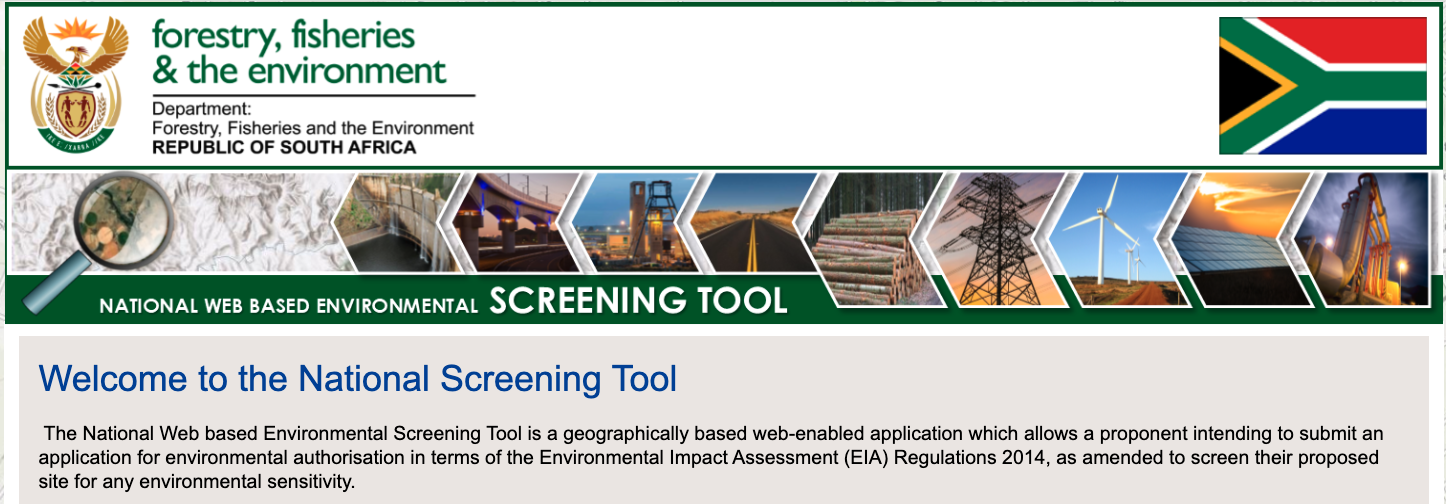 forestry, fisheries
& the environment
Department:
Forestry, Fisheries and the Environment
REPUBLIC OF SOUTH AFRICA
NATIONAL WEB BASED ENVIRONMENTAL SCREENING TOOL
Welcome to the National Screening Tool
The National Web based Environmental Screening Tool is a geographically based web-enabled application which allows a proponent intending to submit an
application for environmental authorisation in terms of the Environmental Impact Assessment (EIA) Regulations 2014, as amended to screen their proposed
site for any environmental sensitivity.